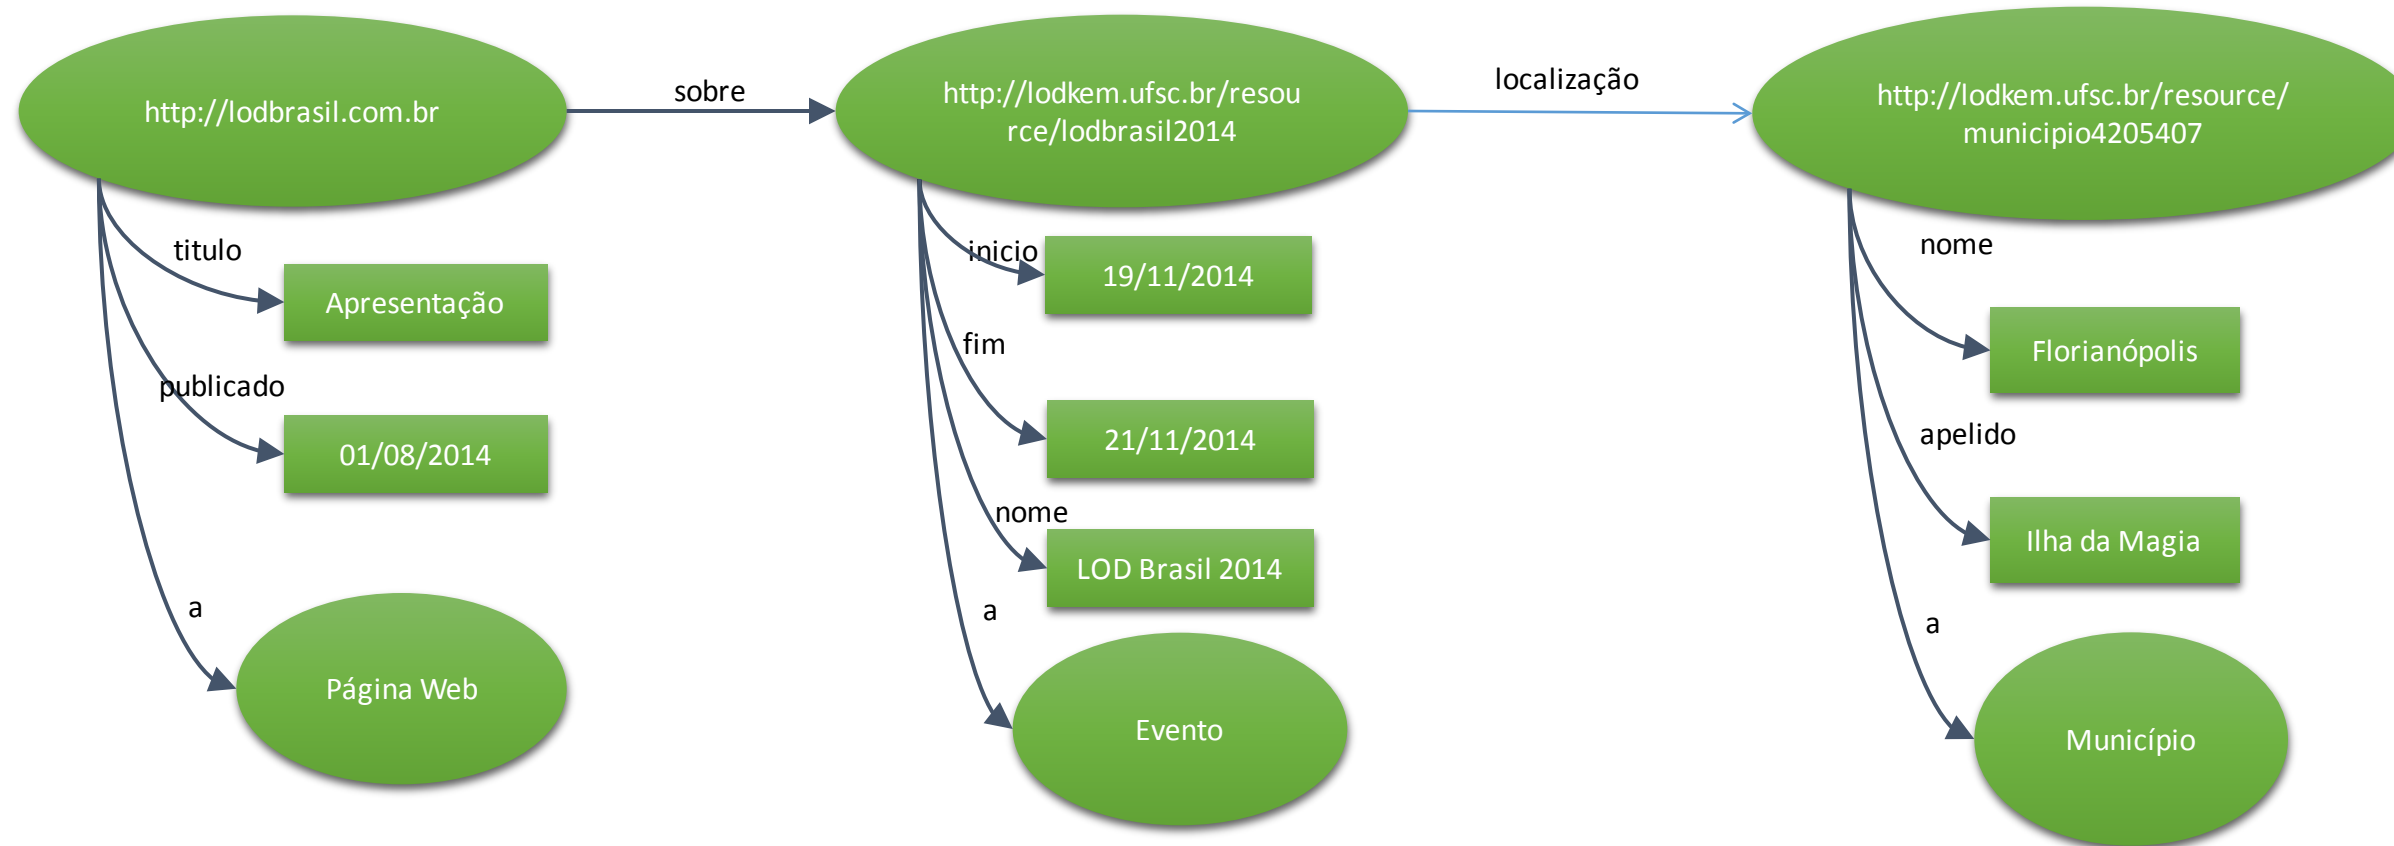 http://lodbrasil.com.br
sobre
http://lodkem.ufsc.br/resou
rce/lodbrasil2014
localização
http://lodkem.ufsc.br/resource/
municipio4205407
titulo
Apresentação
publicado
01/08/2014
a
Página Web
inicio
19/11/2014
fim
21/11/2014
nome
LOD Brasil 2014
a
Evento
nome
Florianópolis
apelido
Ilha da Magia
a
Município